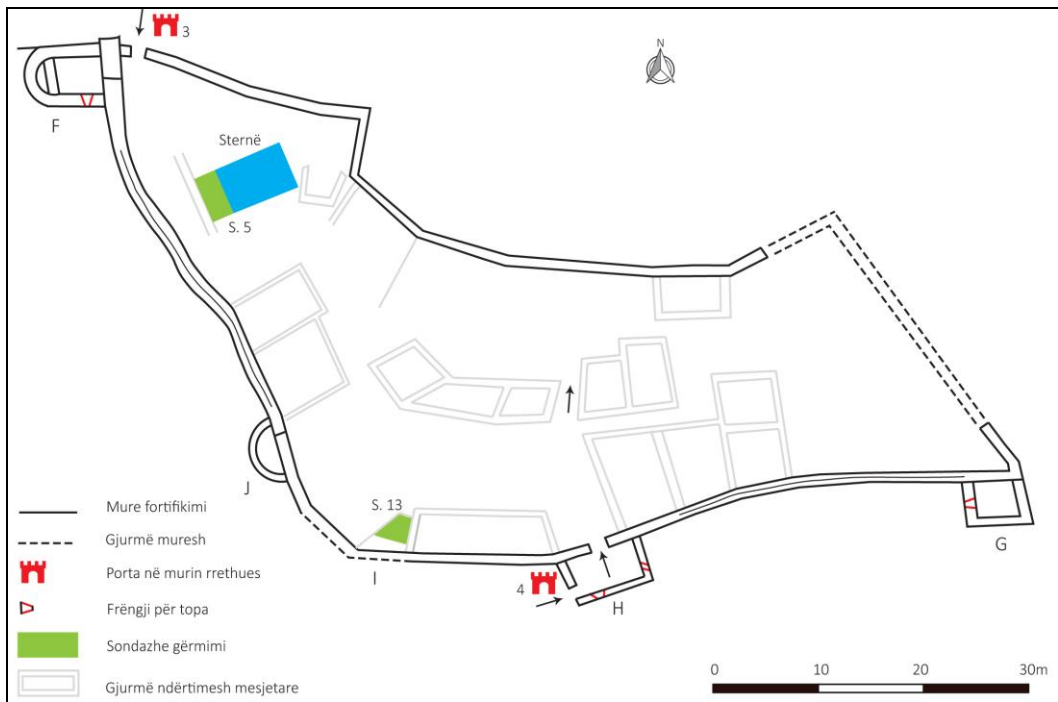 3
N
F
Sternë
S. 5
J
S. 13
I
4
H
G
Mure fortifikimi
Gjurmë muresh
Porta në murin rrethues
Frëngji për topa
Sondazhe gërmimi
Gjurmë ndërtimesh mesjetare
0 10 20 30m